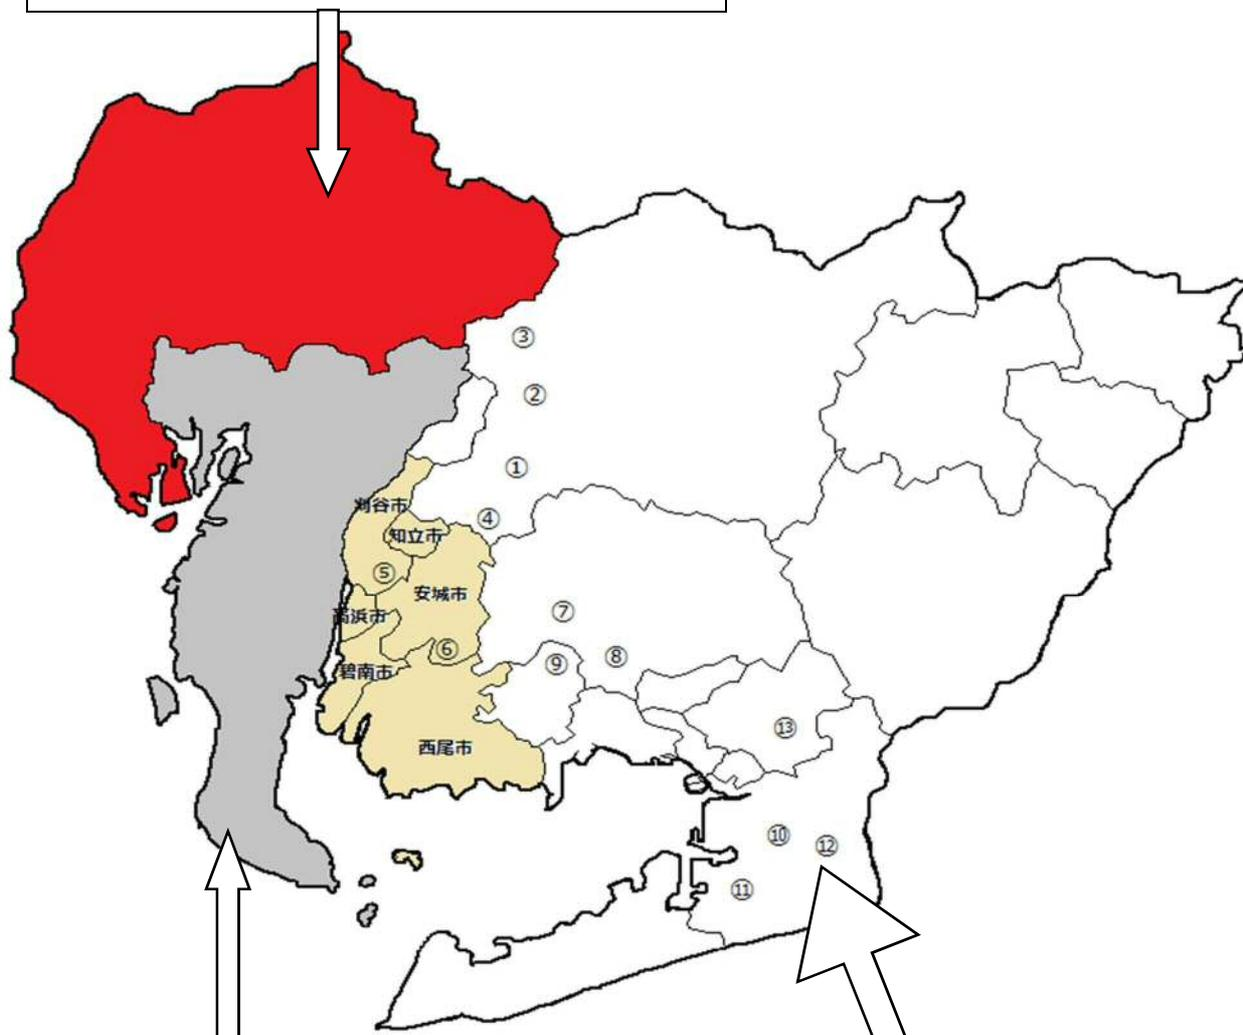 ③
②
①
刈谷市
④
知立市
⑤
安城市
⑦
高浜市
⑥
⑧
⑨
碧南市
⑬
西尾市
⑩
⑫
⑪